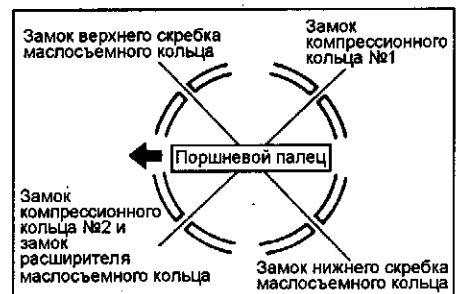 Замок верхнего скребка
маслосъемного кольца
Замок
компрессионного
кольца №1
Поршневой палец
Замок
компрессионного
кольца №2 и
замок
расширителя
маслосъемного кольца
Замок нижнего скребка
маслосъемного кольца